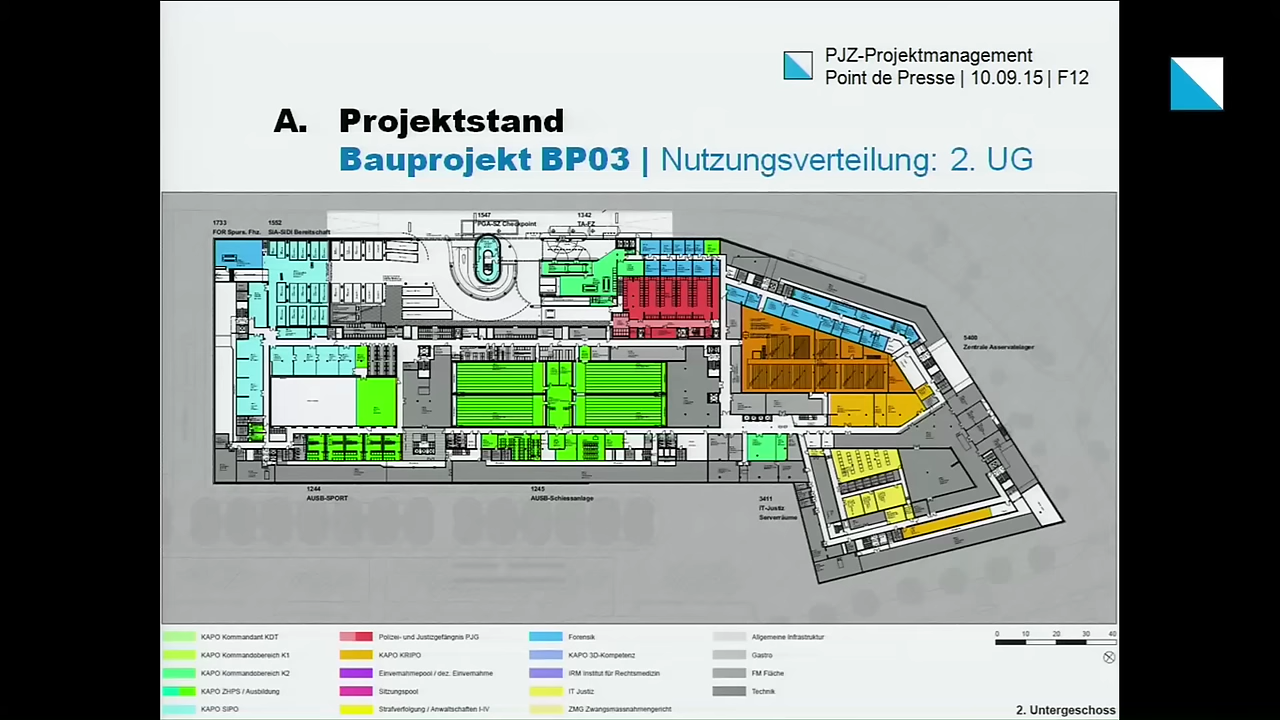 PJZ-Projektmanagement
Point de Presse | 10.09.15 | F12
A. Projektstand
Bauprojekt BP03 | Nutzungsverteilung: 2. UG
1733
FOR Spurs. Fhz.
1552
SIA-SIDI Bereitschaft
1547
PGA-SZ Checkpoint
1342
TA-FZ
5400
Zentrale Asservatelager
1244
AUSB-SPORT
1245
AUSB-Schiessanlage
3411
IT-Justiz
Serverräume
KAPO Kommandant KDT
KAPO Kommandobereich K1
KAPO Kommandobereich K2
KAPO ZHPS / Ausbildung
KAPO SIPO
Polizei- und Justizgefängnis PJG
KAPO KRIPO
Einvernahmepool / dez. Einvernahme
Sitzungspool
Strafverfolgung / Anwaltschaften I-IV
Forensik
KAPO 3D-Kompetenz
IRM Institut für Rechtsmedizin
IT Justiz
ZMG Zwangsmassnahmengericht
Allgemeine Infrastruktur
Gastro
FM Fläche
Technik
0 10 20 30 40
2. Untergeschoss